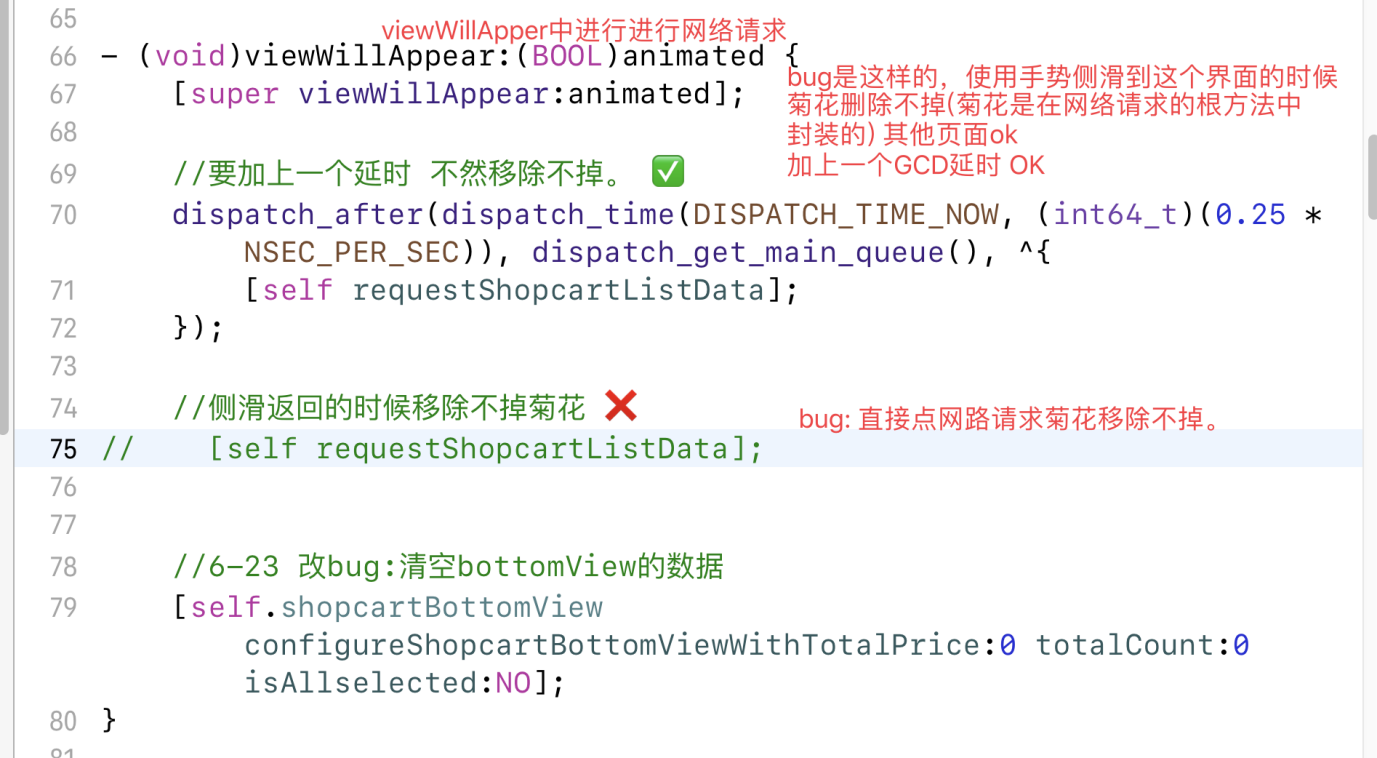 65
viewWillApper中进行进行网络请求
66 - (void)viewWillAppear:(BOOL)animated {
67 [super viewWillAppear:animated];
bug是这样的，使用手势侧滑到这个界面的时候
菊花删除不掉(菊花是在网络请求的根方法中
封装的) 其他页面ok
加上一个GCD延时 OK
68
69 //要加上一个延时 不然移除不掉。 ✅
70 dispatch_after(dispatch_time(DISPATCH_TIME_NOW, (int64_t)(0.25 *
NSEC_PER_SEC)), dispatch_get_main_queue(), ^{
71 [self requestShopcartListData];
72 });
73
74 //侧滑返回的时候移除不掉菊花 ❌
bug: 直接点网路请求菊花移除不掉。
75 // [self requestShopcartListData];
76
77
78 //6-23 改bug:清空bottomView的数据
79 [self.shopcartBottomView
configureShopcartBottomViewWithTotalPrice:0 totalCount:0
isAllselected:NO];
80 }
81